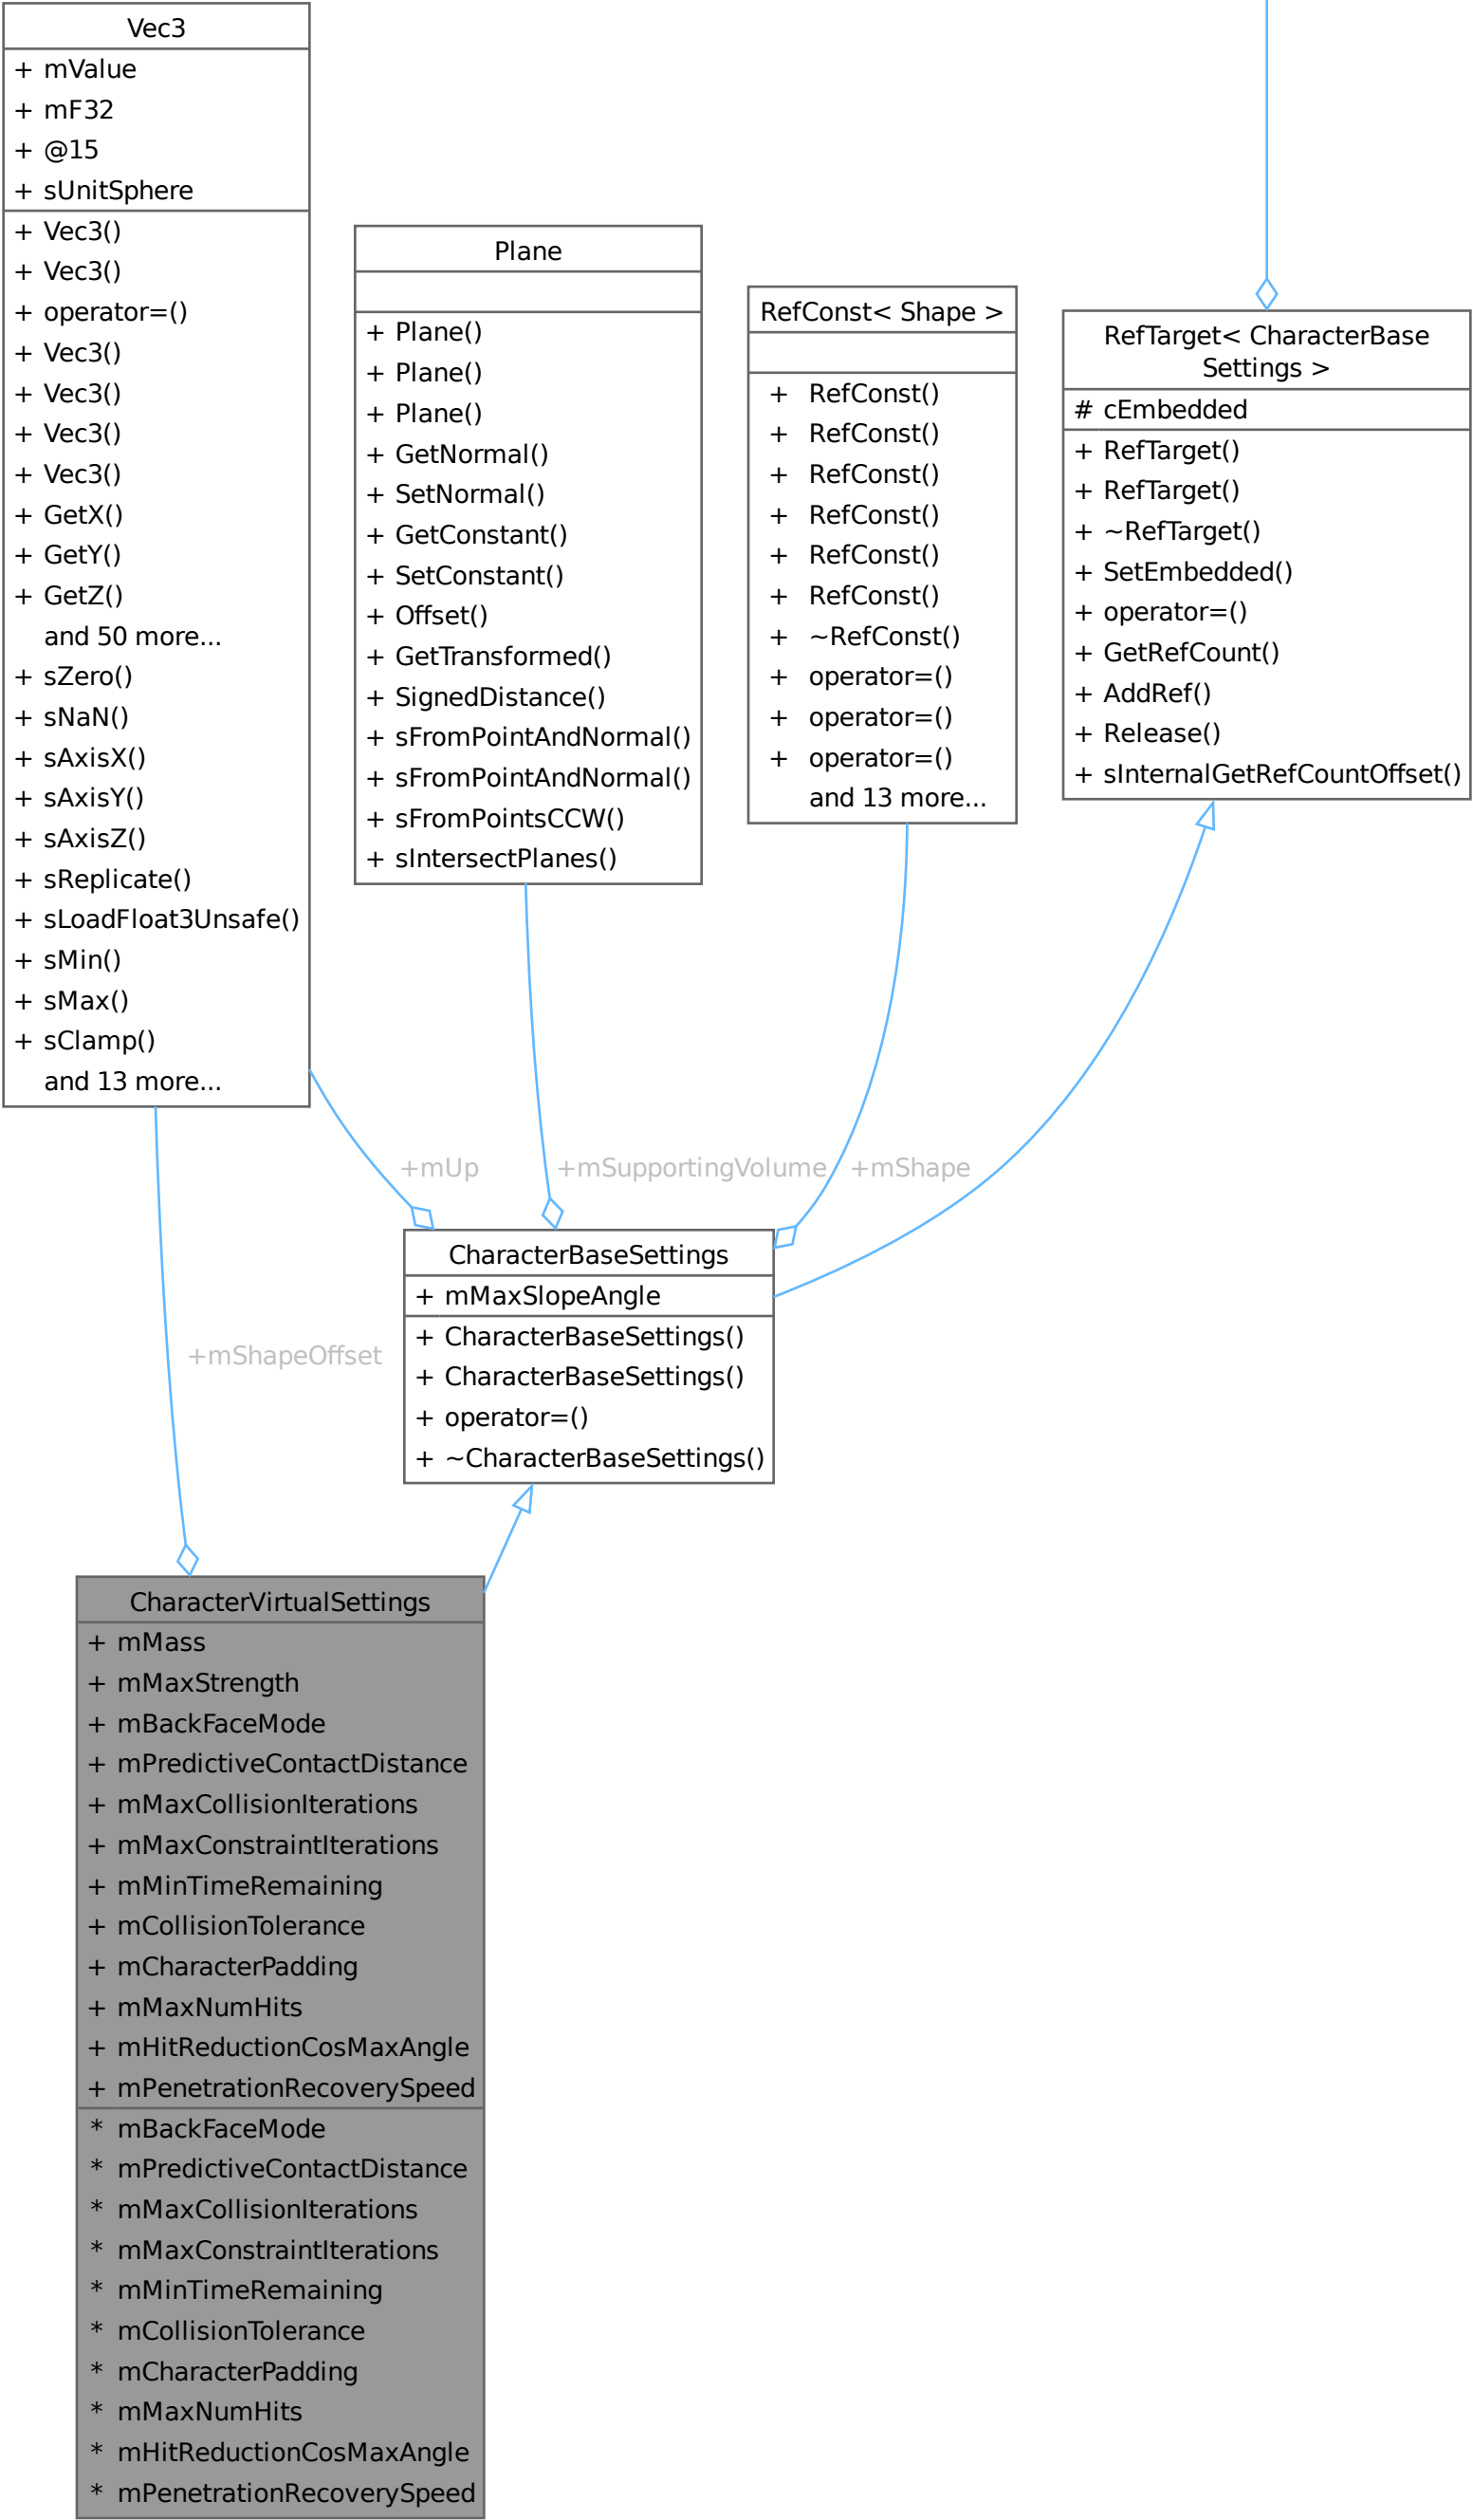 Vec3
+ mValue
+ mF32
+ @15
+ sUnitSphere
+ Vec3()
+ Vec3()
+ operator=()
+ Vec3()
+ Vec3()
+ Vec3()
+ Vec3()
+ GetX()
+ GetY()
+ GetZ()
and 50 more...
+ sZero()
+ sNaN()
+ sAxisX()
+ sAxisY()
+ sAxisZ()
+ sReplicate()
+ sLoadFloat3Unsafe()
+ sMin()
+ sMax()
+ sClamp()
and 13 more...
Plane
+ Plane()
+ Plane()
+ Plane()
+ GetNormal()
+ SetNormal()
+ GetConstant()
+ SetConstant()
+ Offset()
+ GetTransformed()
+ SignedDistance()
+ sFromPointAndNormal()
+ sFromPointAndNormal()
+ sFromPointsCCW()
+ sIntersectPlanes()
RefConst< Shape >
+ RefConst()
+ RefConst()
+ RefConst()
+ RefConst()
+ RefConst()
+ RefConst()
+ ~RefConst()
+ operator=()
+ operator=()
+ operator=()
and 13 more...
RefTarget< CharacterBase
Settings >
# cEmbedded
+ RefTarget()
+ RefTarget()
+ ~RefTarget()
+ SetEmbedded()
+ operator=()
+ GetRefCount()
+ AddRef()
+ Release()
+ sInternalGetRefCountOffset()
+mUp
+mSupportingVolume
+mShape
CharacterBaseSettings
+ mMaxSlopeAngle
+ CharacterBaseSettings()
+ CharacterBaseSettings()
+ operator=()
+ ~CharacterBaseSettings()
+mShapeOffset
CharacterVirtualSettings
+ mMass
+ mMaxStrength
+ mBackFaceMode
+ mPredictiveContactDistance
+ mMaxCollisionIterations
+ mMaxConstraintIterations
+ mMinTimeRemaining
+ mCollisionTolerance
+ mCharacterPadding
+ mMaxNumHits
+ mHitReductionCosMaxAngle
+ mPenetrationRecoverySpeed
* mBackFaceMode
* mPredictiveContactDistance
* mMaxCollisionIterations
* mMaxConstraintIterations
* mMinTimeRemaining
* mCollisionTolerance
* mCharacterPadding
* mMaxNumHits
* mHitReductionCosMaxAngle
* mPenetrationRecoverySpeed